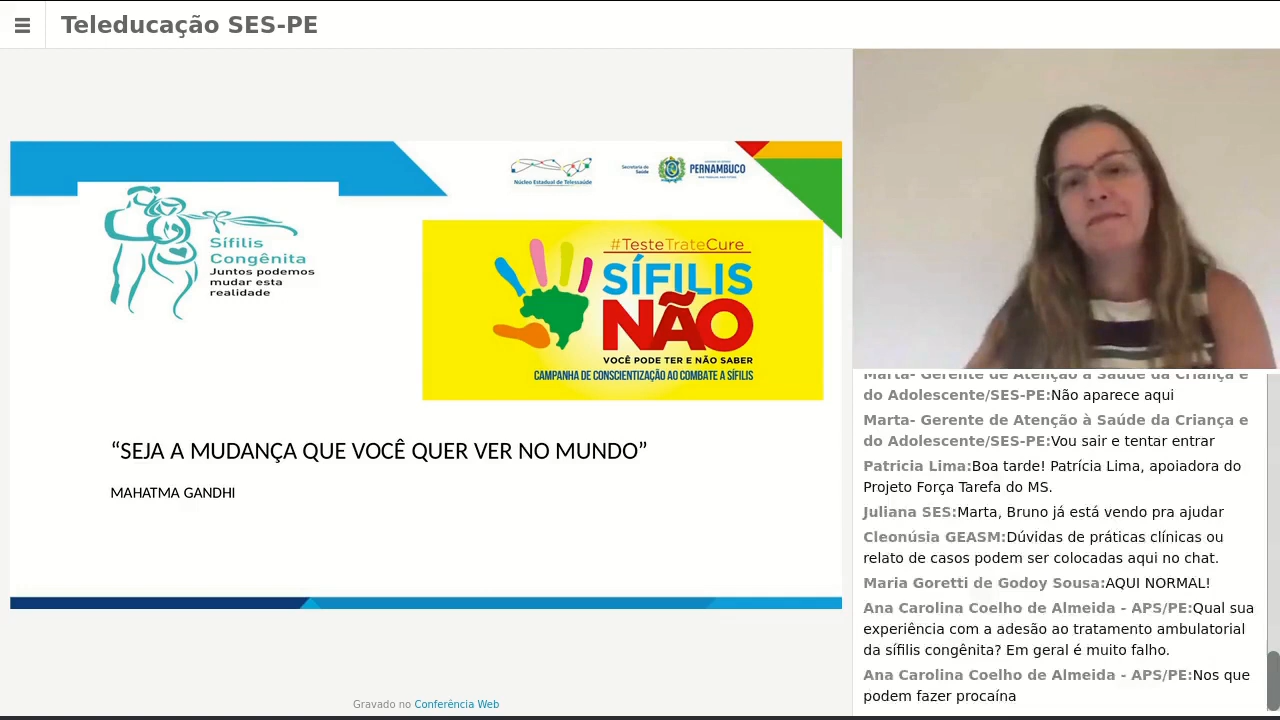 Teleducação SES-PE
Núcleo Estadual de Telessaúde
Secretaria de
Saúde
PERNAMBUCO
Sífilis
Congênita
Juntos podemos
mudar esta
realidade
#TesteTrateCure
SÍFILIS
NÃO
VOCÊ PODE TER E NÃO SABER
CAMPANHA DE CONSCIENTIZAÇÃO AO COMBATE A SÍFILIS
“SEJA A MUDANÇA QUE VOCÊ QUER VER NO MUNDO”
MAHATMA GANDHI
Gravado no Conferência Web
Marta- Gerente de Atenção à Saúde da Criança e
do Adolescente/SES-PE:Não aparece aqui
Marta- Gerente de Atenção à Saúde da Criança e
do Adolescente/SES-PE:Vou sair e tentar entrar
Patricia Lima:Boa tarde! Patrícia Lima, apoiadora do
Projeto Força Tarefa do MS.
Juliana SES:Marta, Bruno já está vendo pra ajudar
Cleonúsia GEASM:Dúvidas de práticas clínicas ou
relato de casos podem ser colocadas aqui no chat.
Maria Goretti de Godoy Sousa:AQUI NORMAL!
Ana Carolina Coelho de Almeida - APS/PE:Qual sua
experiência com a adesão ao tratamento ambulatorial
da sífilis congênita? Em geral é muito falho.
Ana Carolina Coelho de Almeida - APS/PE:Nos que
podem fazer procaína